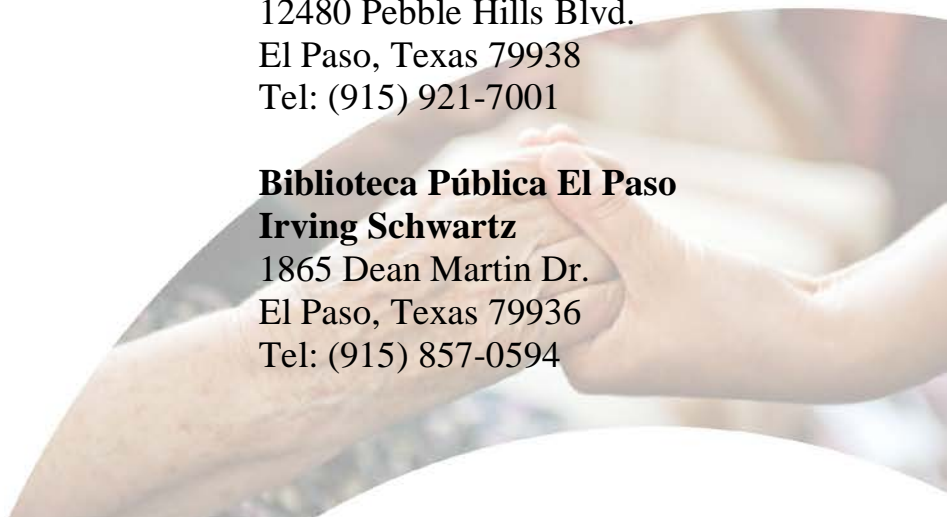 12480 Pebble Hills Blvd.
El Paso, Texas 79938
Tel: (915) 921-7001
Biblioteca Pública El Paso
Irving Schwartz
1865 Dean Martin Dr.
El Paso, Texas 79936
Tel: (915) 857-0594